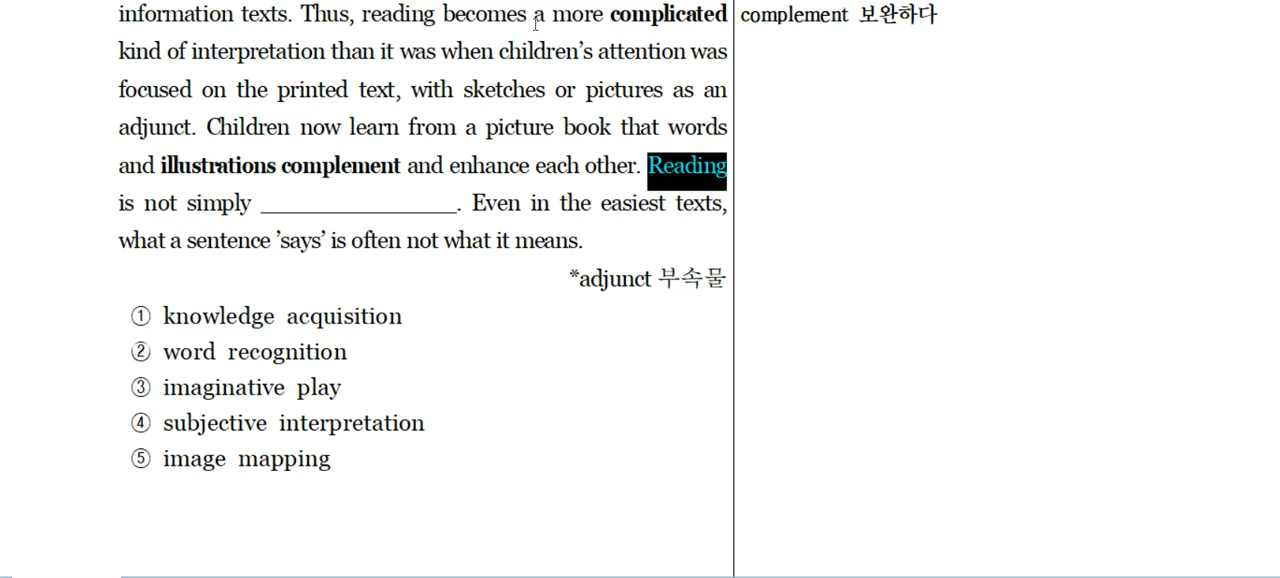 information texts. Thus, reading becomes a more complicated
kind of interpretation than it was when children’s attention was
focused on the printed text, with sketches or pictures as an
adjunct. Children now learn from a picture book that words
and illustrations complement and enhance each other. Reading
is not simply ________________. Even in the easiest texts,
what a sentence ’says’ is often not what it means.
*adjunct 부속물
① knowledge acquisition
② word recognition
③ imaginative play
④ subjective interpretation
⑤ image mapping
complement 보완하다